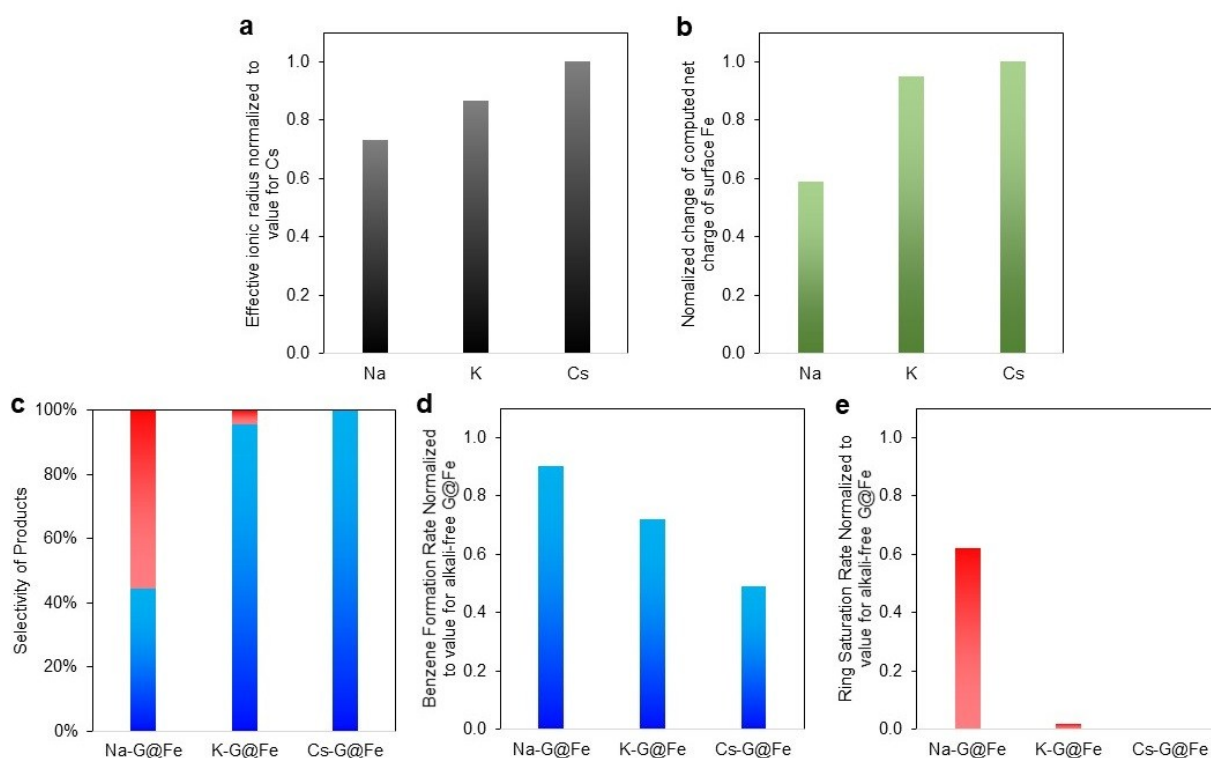 a
Effective ionic radius normalized to
value for Cs
1.0
0.8
0.6
0.4
0.2
0.0
Na K Cs
b
Normalized change of computed net
charge of surface Fe
1.0
0.8
0.6
0.4
0.2
0.0
Na K Cs
c
Selectivity of Products
100%
80%
60%
40%
20%
0%
Na-G@Fe K-G@Fe Cs-G@Fe
d
Benzene Formation Rate Normalized
to value for alkali-free G@Fe
1.0
0.8
0.6
0.4
0.2
0.0
Na-G@Fe K-G@Fe Cs-G@Fe
e
Ring Saturation Rate Normalized to
value for alkali-free G@Fe
1.0
0.8
0.6
0.4
0.2
0.0
Na-G@Fe K-G@Fe Cs-G@Fe